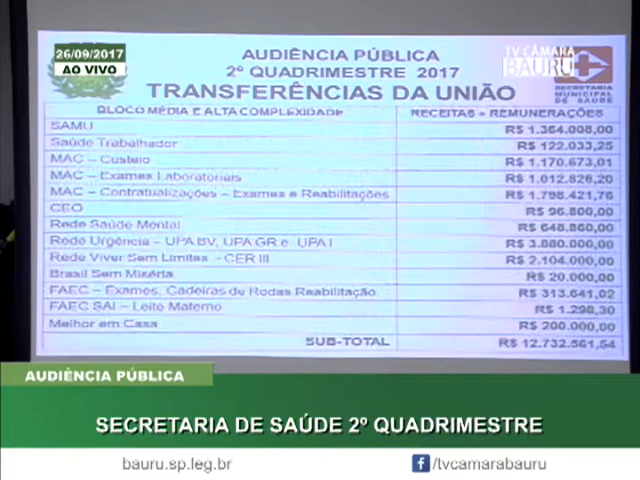 26/09/2017
AO VIVO
AUDIÊNCIA PÚBLICA
2º QUADRIMESTRE 2017
TRANSFERÊNCIAS DA UNIÃO
TV CÂMARA
BAURU
SECRETARIA
MUNICIPAL
DE SAÚDE
BLOCO MÉDIA E ALTA COMPLEXIDADE RECEITAS + REMUNERAÇÕES
SAMU R$ 1.364.008,00
Saúde Trabalhador R$ 122.033,25
MAC – Custeio R$ 1.170.673,01
MAC – Exames Laboratoriais R$ 1.012.826,20
MAC – Contratualizações – Exames e Reabilitações R$ 1.798.421,76
CEO R$ 96.800,00
Rede Saúde Mental R$ 648.860,00
Rede Urgência – UPA BV, UPA GR e UPA I R$ 3.880.000,00
Rede Viver Sem Limites - CER III R$ 2.104.000,00
Brasil Sem Miséria R$ 20.000,00
FAEC – Exames, Cadeiras de Rodas Reabilitação R$ 313.641,02
FAEC SAI – Leite Materno R$ 1.298,30
Melhor em Casa R$ 200.000,00
SUB-TOTAL R$ 12.732.561,54
AUDIÊNCIA PÚBLICA
SECRETARIA DE SAÚDE 2º QUADRIMESTRE
bauru.sp.leg.br
/tvcamarabauru